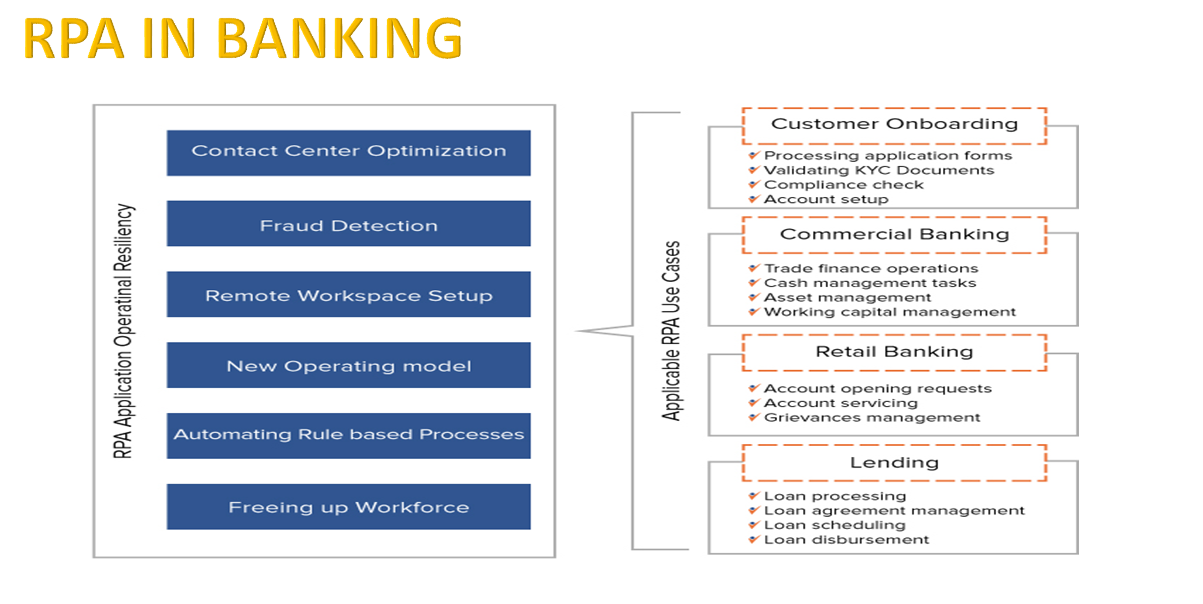 RPA IN BANKING
RPA Application Operatinal Resiliency
Contact Center Optimization
Fraud Detection
Remote Workspace Setup
New Operating model
Automating Rule based Processes
Freeing up Workforce
Applicable RPA Use Cases
Customer Onboarding
Processing application forms
Validating KYC Documents
Compliance check
Account setup
Commercial Banking
Trade finance operations
Cash management tasks
Asset management
Working capital management
Retail Banking
Account opening requests
Account servicing
Grievances management
Lending
Loan processing
Loan agreement management
Loan scheduling
Loan disbursement